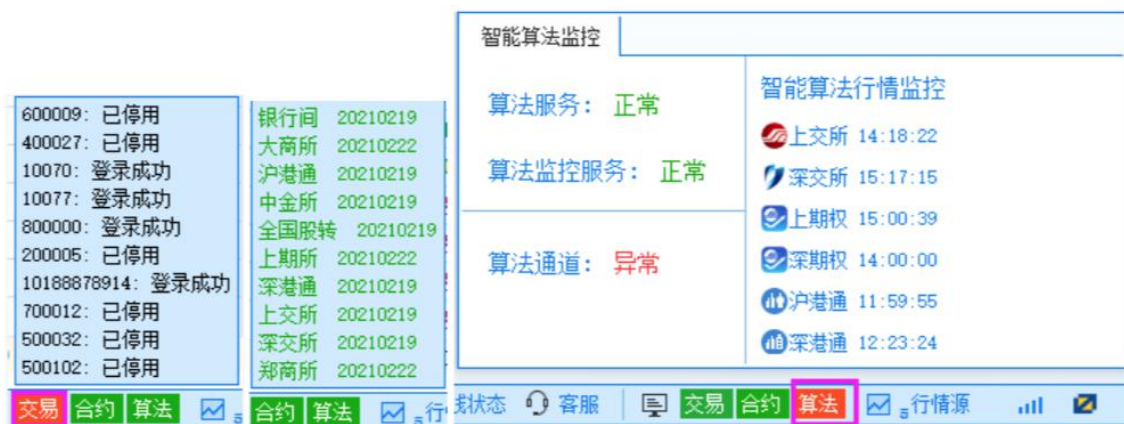 600009: 已停用
400027: 已停用
10070: 登录成功
10077: 登录成功
800000: 登录成功
200005: 已停用
10188878914: 登录成功
700012: 已停用
500032: 已停用
500102: 已停用
交易 合约 算法 5
银行间 20210219
大商所 20210222
沪港通 20210219
中金所 20210219
全国股转 20210219
上期所 20210222
深港通 20210219
上交所 20210219
深交所 20210219
郑商所 20210222
合约 算法 5行
智能算法监控
算法服务: 正常
算法监控服务: 正常
算法通道: 异常
智能算法行情监控
上交所 14:18:22
深交所 15:17:15
上期权 15:00:39
深期权 14:00:00
沪港通 11:59:55
深港通 12:23:24
线状态 客服 交易 合约 算法 5行情源